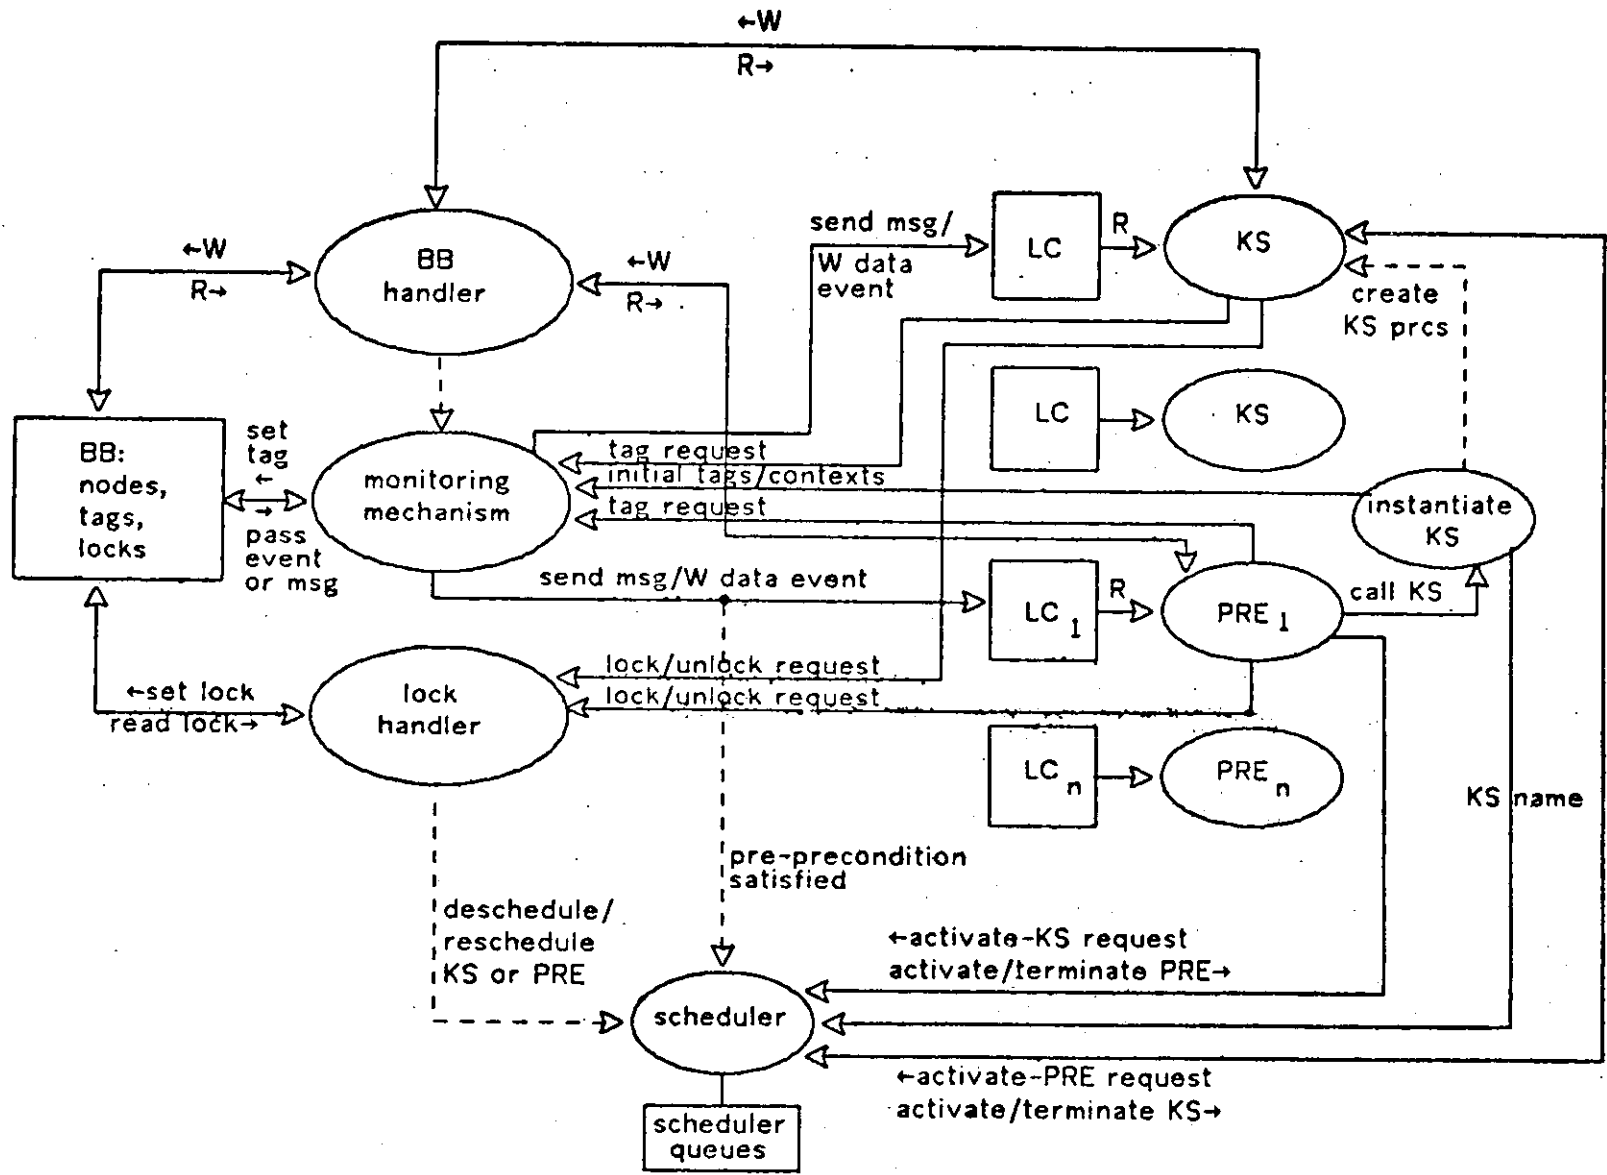 ←W
R→
send msg/
W data
event
LC
R
KS
BB
handler
←W
R→
←W
R→
create
KS prcs
LC
KS
BB:
nodes,
tags,
locks
set
tag
←
→
pass
event
or msg
monitoring
mechanism
tag request
initial tags/contexts
tag request
instantiate
KS
send msg/W data event
LC 1
R
PRE 1
call KS
lock/unlock request
lock/unlock request
←set lock
read lock→
lock
handler
LC n
PRE n
KS name
pre-precondition
satisfied
deschedule/
reschedule
KS or PRE
←activate-KS request
activate/terminate PRE→
scheduler
←activate-PRE request
activate/terminate KS→
scheduler
queues